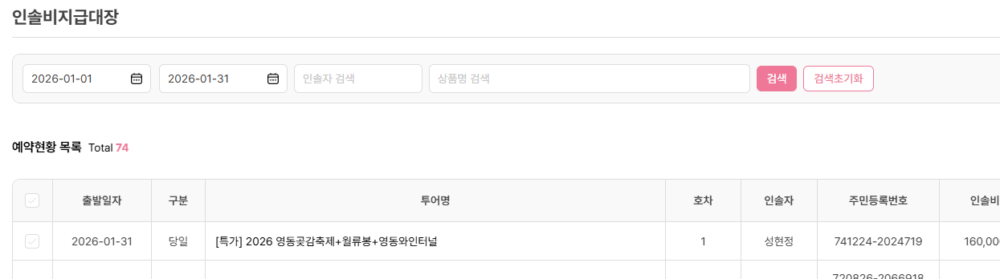 인솔비지급대장
2026-01-01 2026-01-31 인솔자 검색 상품명 검색 검색 검색초기화
예약현황 목록 Total 74
출발일자 구분 투어명 호차 인솔자 주민등록번호 인솔비
2026-01-31 당일 [특가] 2026 영동곶감축제+월류봉+영동와인터널 1 성현정 741224-2024719 160,00
720826-2066918